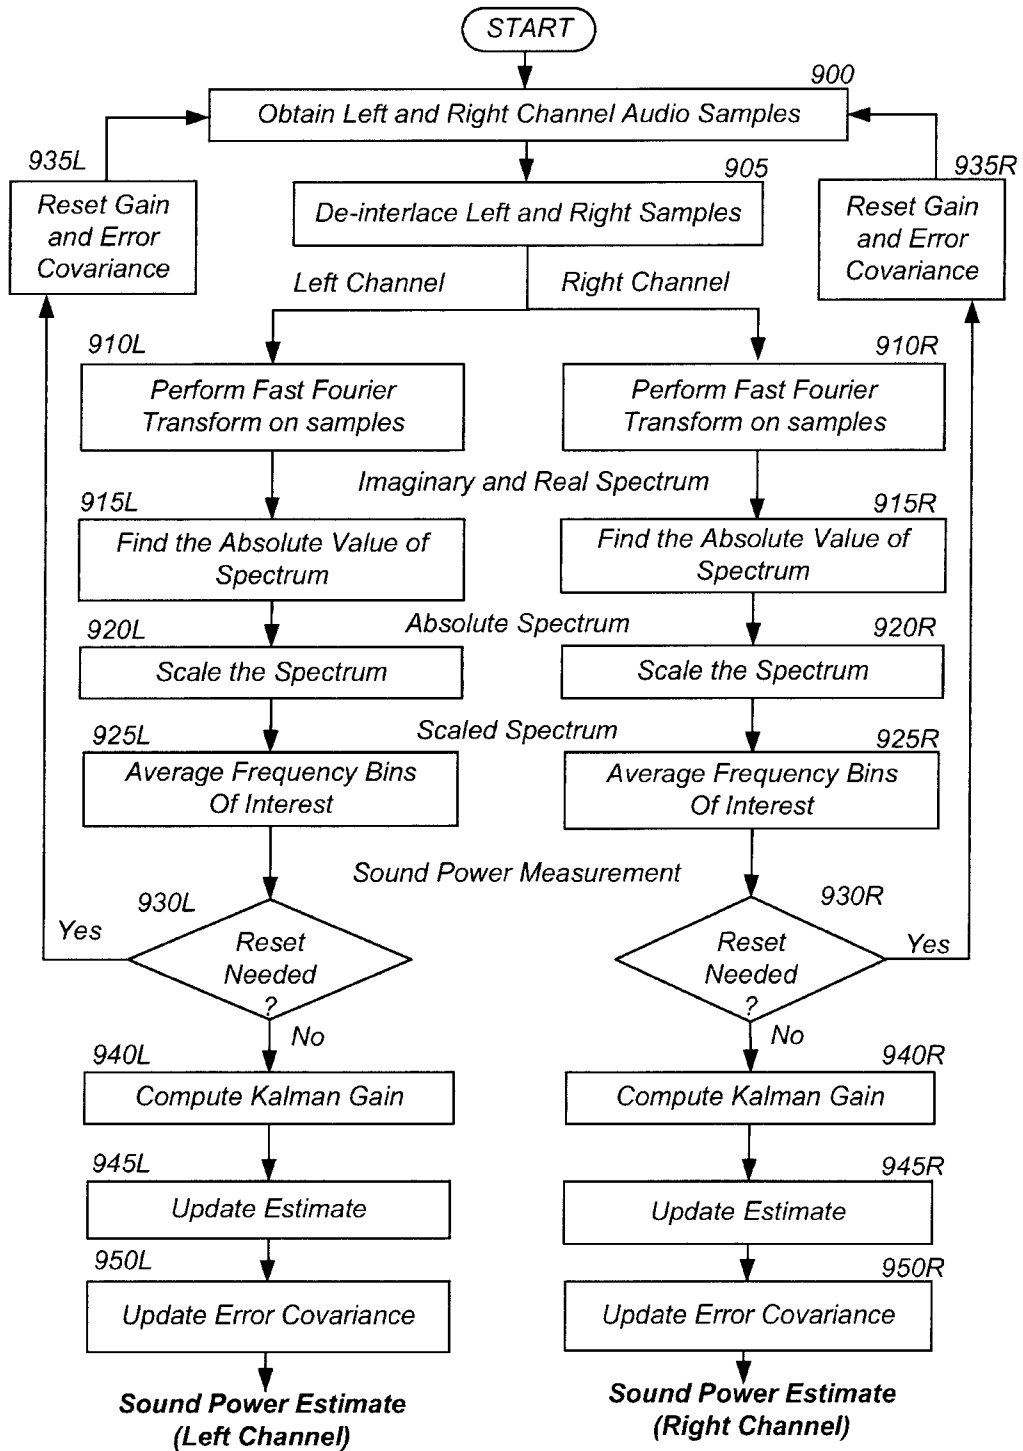 START
900
Obtain Left and Right Channel Audio Samples
935L
Reset Gain
and Error
Covariance
905
De-interlace Left and Right Samples
935R
Reset Gain
and Error
Covariance
Left Channel
Right Channel
910L
Perform Fast Fourier
Transform on samples
910R
Perform Fast Fourier
Transform on samples
Imaginary and Real Spectrum
915L
Find the Absolute Value of
Spectrum
915R
Find the Absolute Value of
Spectrum
Absolute Spectrum
920L
Scale the Spectrum
920R
Scale the Spectrum
Scaled Spectrum
925L
Average Frequency Bins
Of Interest
925R
Average Frequency Bins
Of Interest
Sound Power Measurement
930L
Yes
Reset
Needed
?
No
930R
Yes
Reset
Needed
?
No
940L
Compute Kalman Gain
940R
Compute Kalman Gain
945L
Update Estimate
945R
Update Estimate
950L
Update Error Covariance
950R
Update Error Covariance
Sound Power Estimate
(Left Channel)
Sound Power Estimate
(Right Channel)